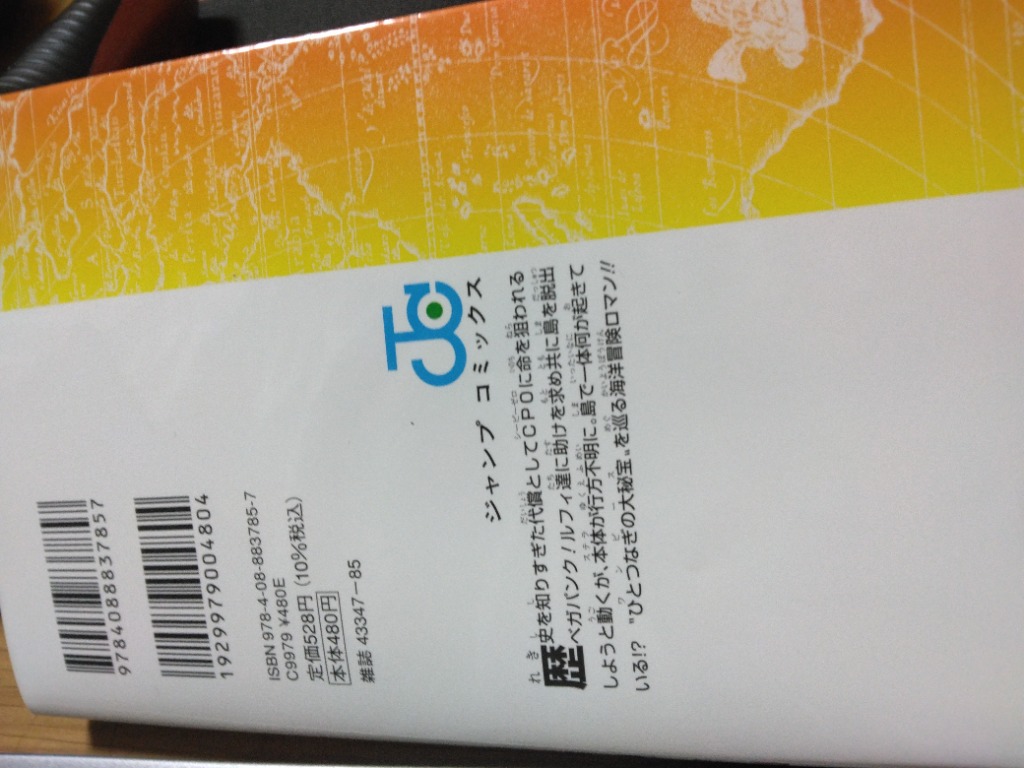 9784088837857
1929979004804
ISBN978-4-08-883785-7
C9979 ¥480E
定価528円（10%税込）
本体480円
雑誌 43347－85
JC
ジャンプ コミックス
歴史を知りすぎた代償としてCP0に命を狙われる
ベガパンク！ルフィ達に助けを求め共に島を脱出
しようと動くが、本体が行方不明に。島で一体何が起きて
いる!? “ひとつなぎの大秘宝”を巡る海洋冒険ロマン!!